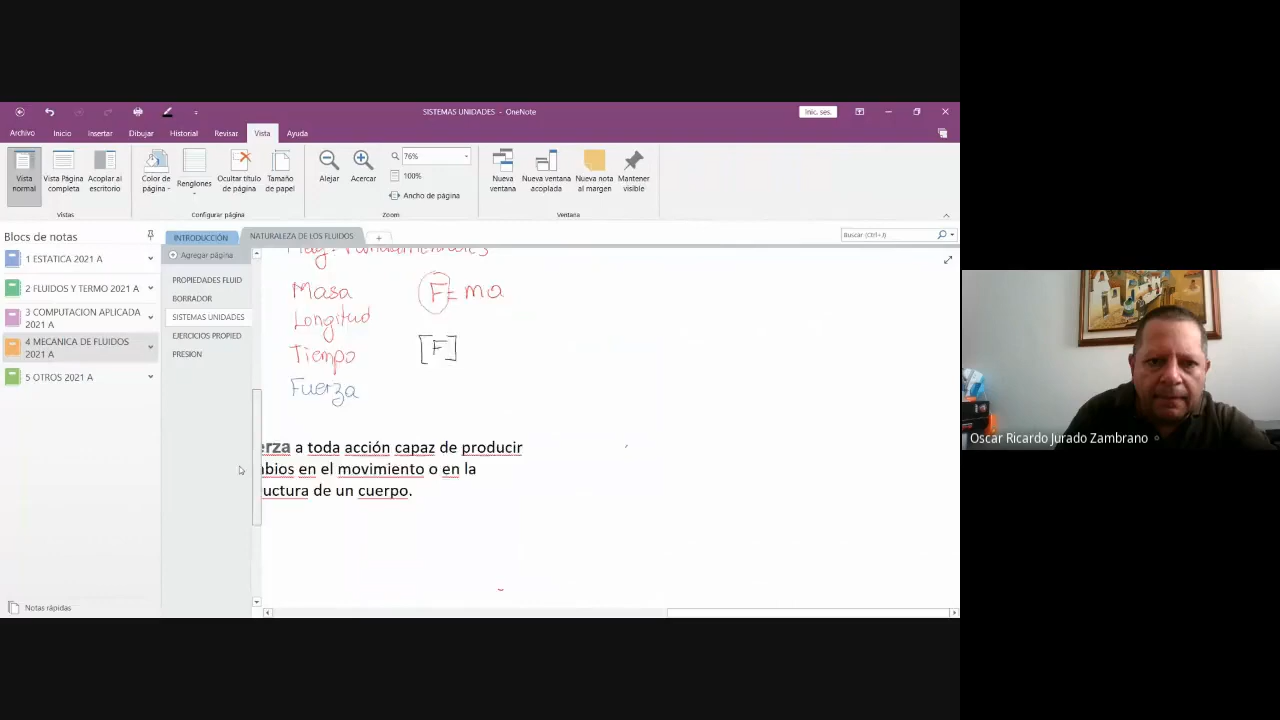 SISTEMAS UNIDADES - OneNote
Inic. ses.
Archivo Inicio Insertar Dibujar Historial Revisar Vista Ayuda
Vista normal
Vista Página completa
Acoplar al escritorio
Vistas
Color de página
Renglones
Ocultar título de página
Tamaño de papel
Configurar página
Alejar
Acercar
76%
100%
Ancho de página
Zoom
Nueva ventana
Nueva ventana acoplada
Nueva nota al margen
Mantener visible
Ventana
Blocs de notas
INTRODUCCIÓN
NATURALEZA DE LOS FLUIDOS
+
Buscar (Ctrl+J)
1 ESTATICA 2021 A
2 FLUIDOS Y TERMO 2021 A
3 COMPUTACION APLICADA 2021 A
4 MECANICA DE FLUIDOS 2021 A
5 OTROS 2021 A
Notas rápidas
Agregar página
PROPIEDADES FLUID
BORRADOR
SISTEMAS UNIDADES
EJERCICIOS PROPIED
PRESION
Masa F = ma
Longitud
Tiempo [F]
Fuerza
erza a toda acción capaz de producir
nbios en el movimiento o en la
uctura de un cuerpo.
Oscar Ricardo Jurado Zambrano